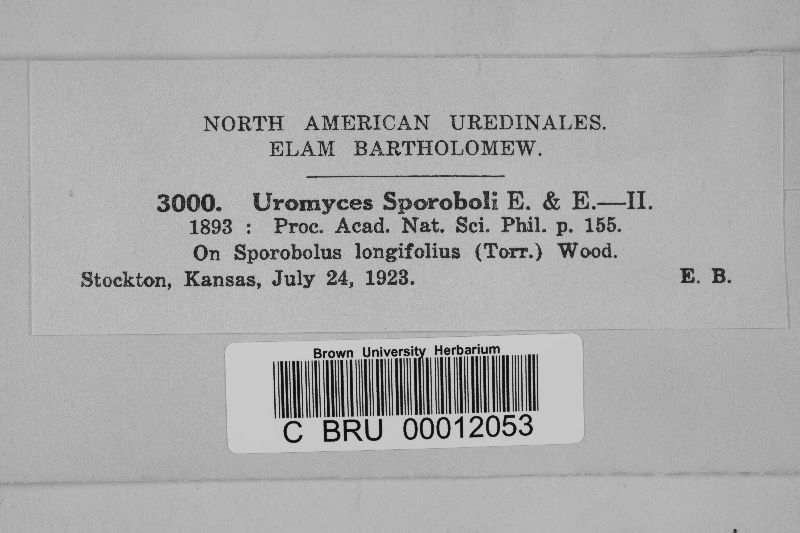 NORTH AMERICAN UREDINALES.
ELAM BARTHOLOMEW.
3000. Uromyces Sporoboli E. & E.—II.
1893 : Proc. Acad. Nat. Sci. Phil. p. 155.
On Sporobolus longifolius (Torr.) Wood.
Stockton, Kansas, July 24, 1923. E. B.
Brown University Herbarium
C BRU 00012053